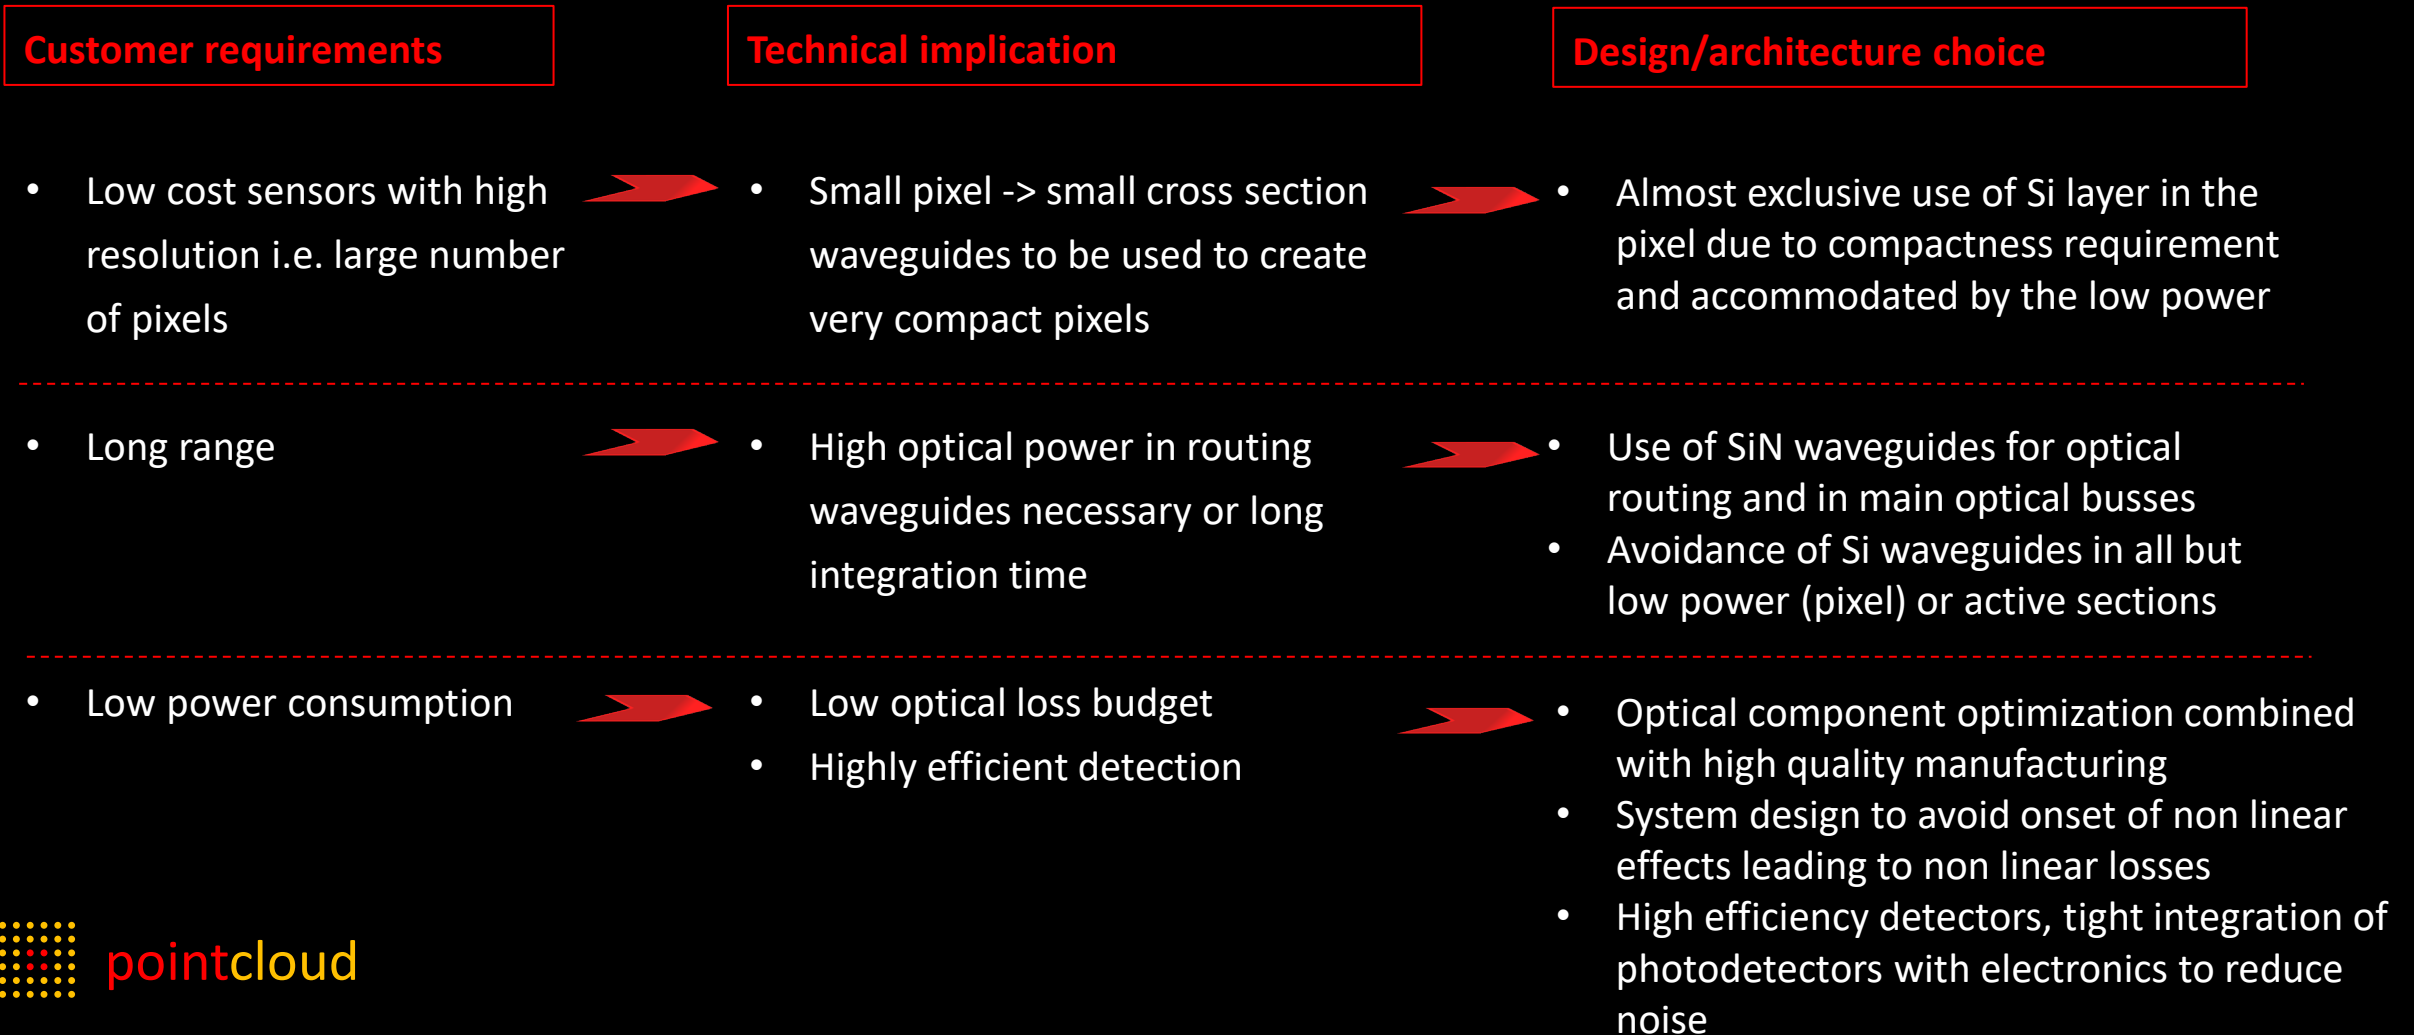 Customer requirements
Technical implication
Design/architecture choice
• Low cost sensors with high
resolution i.e. large number
of pixels
• Small pixel -> small cross section
waveguides to be used to create
very compact pixels
• Almost exclusive use of Si layer in the
pixel due to compactness requirement
and accommodated by the low power
• Long range
• High optical power in routing
waveguides necessary or long
integration time
• Use of SiN waveguides for optical
routing and in main optical busses
• Avoidance of Si waveguides in all but
low power (pixel) or active sections
• Low power consumption
• Low optical loss budget
• Highly efficient detection
• Optical component optimization combined
with high quality manufacturing
• System design to avoid onset of non linear
effects leading to non linear losses
• High efficiency detectors, tight integration of
photodetectors with electronics to reduce
noise
pointcloud